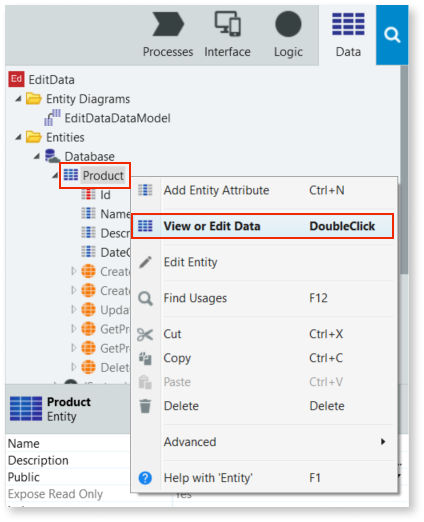 Processes Interface Logic Data
Ed EditData
Entity Diagrams
EditDataDataModel
Entities
Database
Product
Id
Name
Descr
Date
Create
Create
Updat
GetPr
GetPr
Delet
Add Entity Attribute Ctrl+N
View or Edit Data DoubleClick
Edit Entity
Find Usages F12
Cut Ctrl+X
Copy Ctrl+C
Paste Ctrl+V
Delete Delete
Advanced
Help with 'Entity' F1
Product
Entity
Name
Description
Public
Expose Read Only Yes